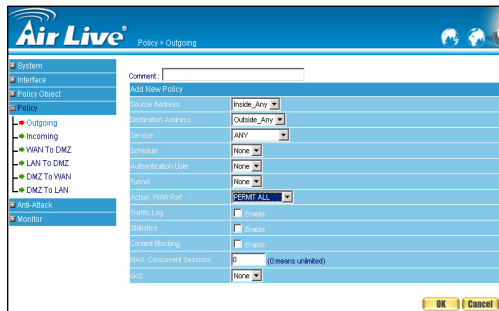 Air Live®
Policy > Outgoing
System
Interface
Policy Object
Policy
Outgoing
Incoming
WAN To DMZ
LAN To DMZ
DMZ To WAN
DMZ To LAN
Anti-Attack
Monitor
Comment :
Add New Policy
Source Address Inside_Any
Destination Address Outside_Any
Service ANY
Schedule None
Authentication User None
Tunnel None
Action, WAN Port PERMIT ALL
Traffic Log Enable
Statistics Enable
Content Blocking Enable
MAX. Concurrent Sessions 0 (0:means unlimited)
QoS None
OK Cancel